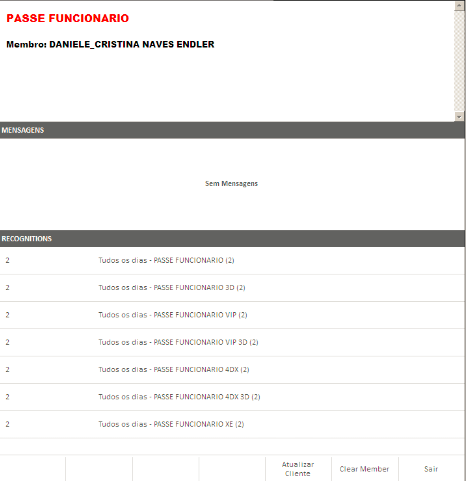 PASSE FUNCIONARIO
Membro: DANIELE_CRISTINA NAVES ENDLER
MENSAGENS
Sem Mensagens
RECOGNITIONS
2 Tudos os dias - PASSE FUNCIONARIO (2)
2 Tudos os dias - PASSE FUNCIONARIO 3D (2)
2 Tudos os dias - PASSE FUNCIONARIO VIP (2)
2 Tudos os dias - PASSE FUNCIONARIO VIP 3D (2)
2 Tudos os dias - PASSE FUNCIONARIO 4DX (2)
2 Tudos os dias - PASSE FUNCIONARIO 4DX 3D (2)
2 Tudos os dias - PASSE FUNCIONARIO XE (2)
Atualizar
Cliente
Clear Member
Sair